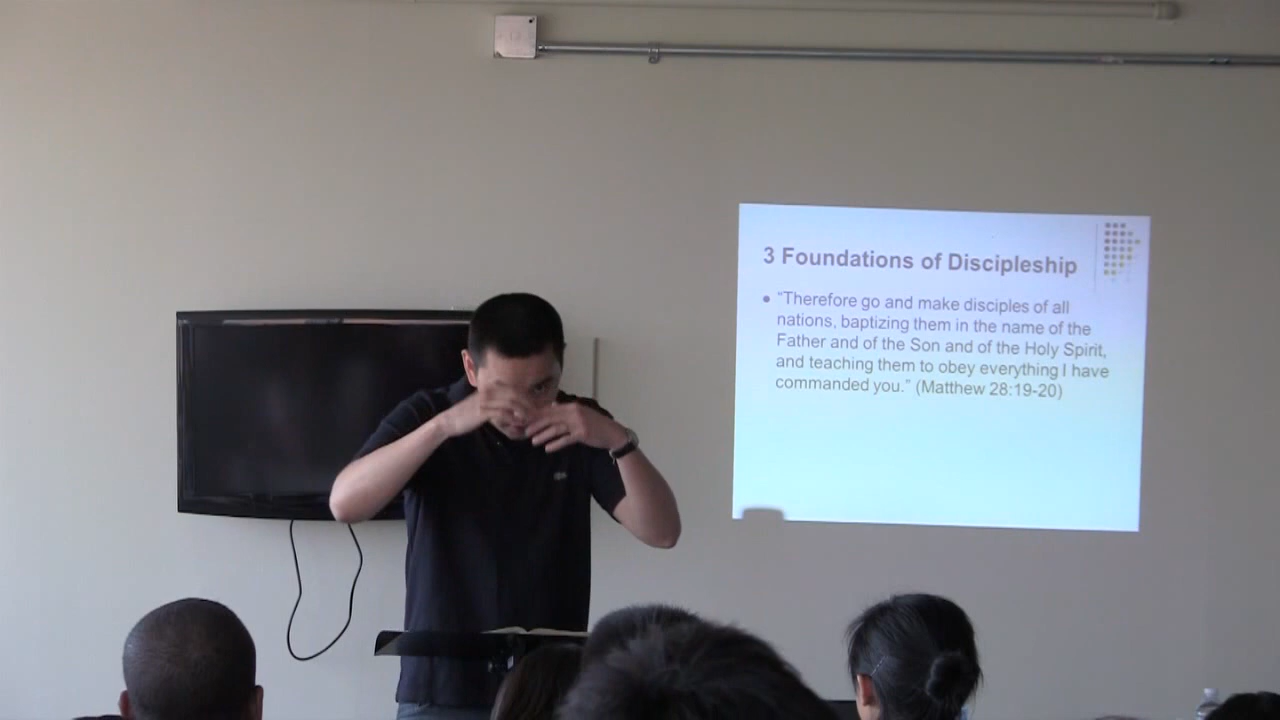 3 Foundations of Discipleship
• “Therefore go and make disciples of all
nations, baptizing them in the name of the
Father and of the Son and of the Holy Spirit,
and teaching them to obey everything I have
commanded you.” (Matthew 28:19-20)